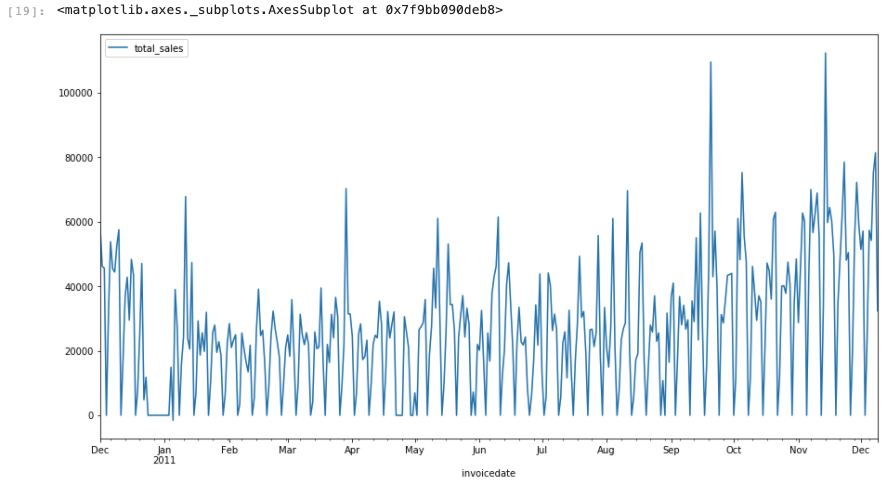 [19]: <matplotlib.axes._subplots.AxesSubplot at 0x7f9bb090deb8>
total_sales
100000
80000
60000
40000
20000
0
Dec Jan Feb Mar Apr May Jun Jul Aug Sep Oct Nov Dec
2011
invoicedate